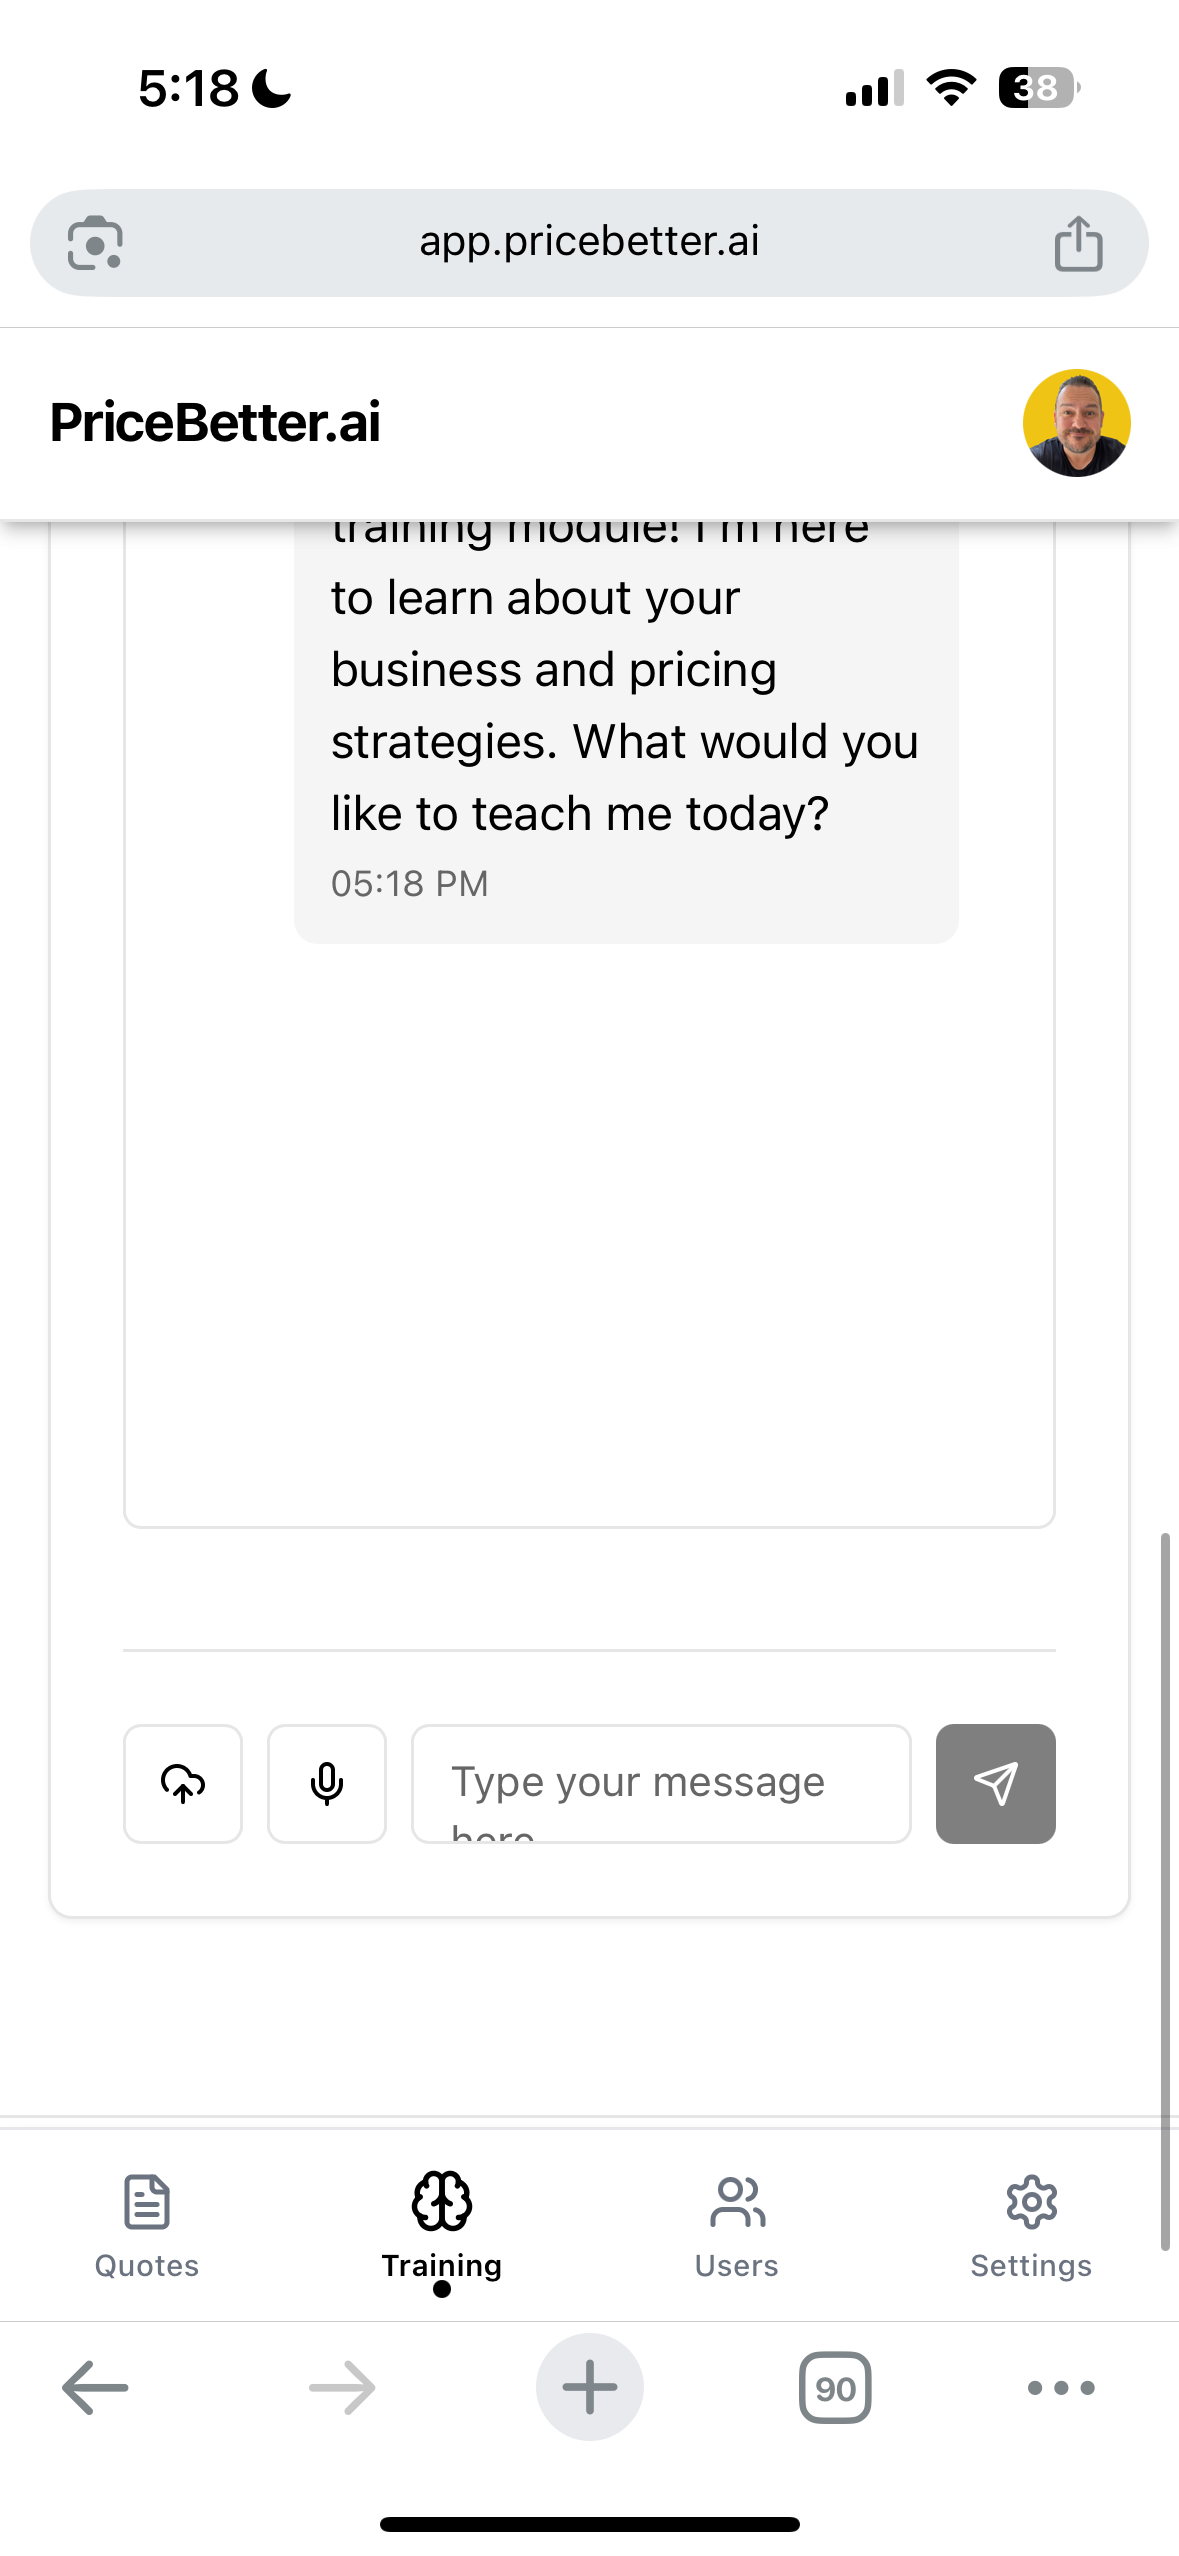 5:18
38
app.pricebetter.ai
PriceBetter.ai
training module! I'm here
to learn about your
business and pricing
strategies. What would you
like to teach me today?
05:18 PM
Type your message
here
Quotes
Training
Users
Settings
90